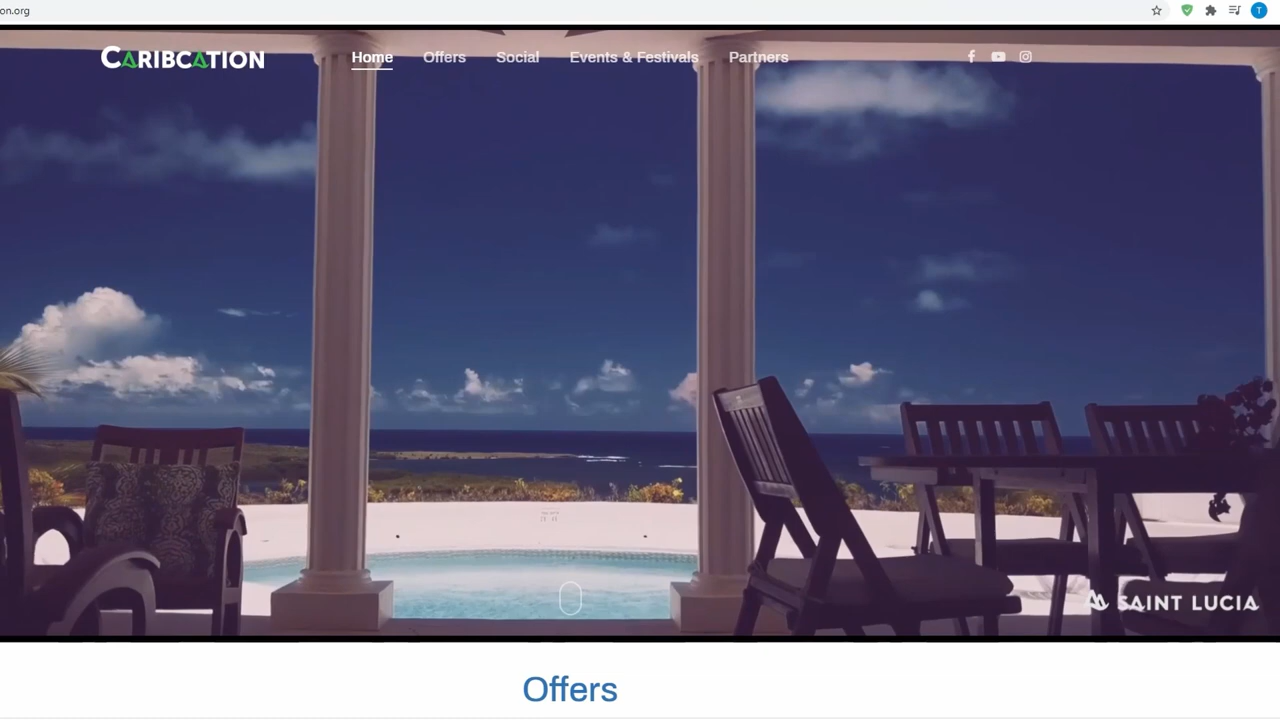 on.org
T
CARIBCATION
Home Offers Social Events & Festivals Partners
SAINT LUCIA
Offers